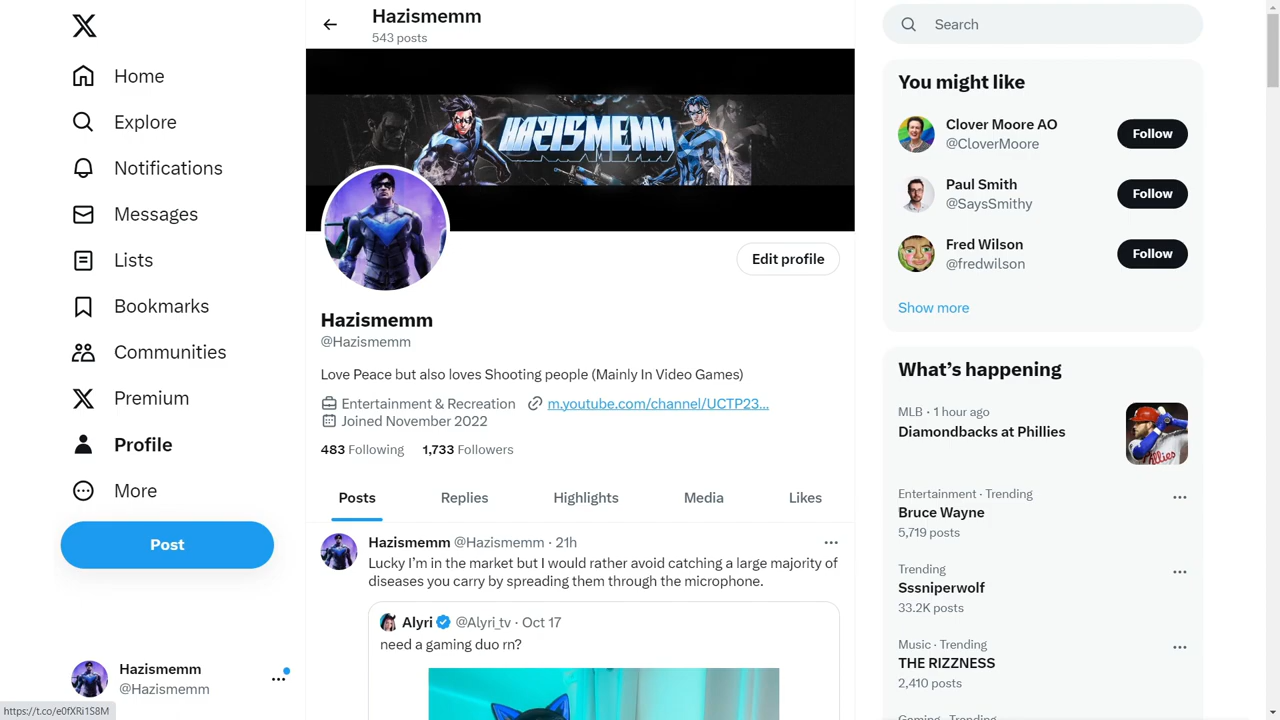 Hazismemm
543 posts
Home
Explore
Notifications
Messages
Lists
Bookmarks
Communities
Premium
Profile
More
Post
Hazismemm
@Hazismemm
https://t.co/e0fXRi1S8M
HAZISMEMM
Edit profile
Hazismemm
@Hazismemm
Love Peace but also loves Shooting people (Mainly In Video Games)
Entertainment & Recreation m.youtube.com/channel/UCTP23...
Joined November 2022
483 Following 1,733 Followers
Posts Replies Highlights Media Likes
Hazismemm @Hazismemm · 21h
Lucky I’m in the market but I would rather avoid catching a large majority of
diseases you carry by spreading them through the microphone.
Alyri @Alyri_tv · Oct 17
need a gaming duo rn?
Search
You might like
Clover Moore AO
@CloverMoore
Follow
Paul Smith
@SaysSmithy
Follow
Fred Wilson
@fredwilson
Follow
Show more
What’s happening
MLB · 1 hour ago
Diamondbacks at Phillies
Phillies
Entertainment · Trending
Bruce Wayne
5,719 posts
Trending
Sssniperwolf
33.2K posts
Music · Trending
THE RIZZNESS
2,410 posts
Gaming · Trending